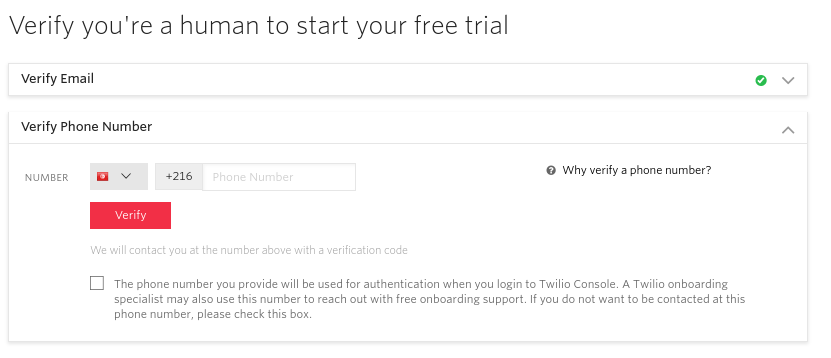 Verify you're a human to start your free trial
Verify Email
Verify Phone Number
NUMBER +216 Phone Number Why verify a phone number?
Verify
We will contact you at the number above with a verification code
The phone number you provide will be used for authentication when you login to Twilio Console. A Twilio onboarding
specialist may also use this number to reach out with free onboarding support. If you do not want to be contacted at this
phone number, please check this box.